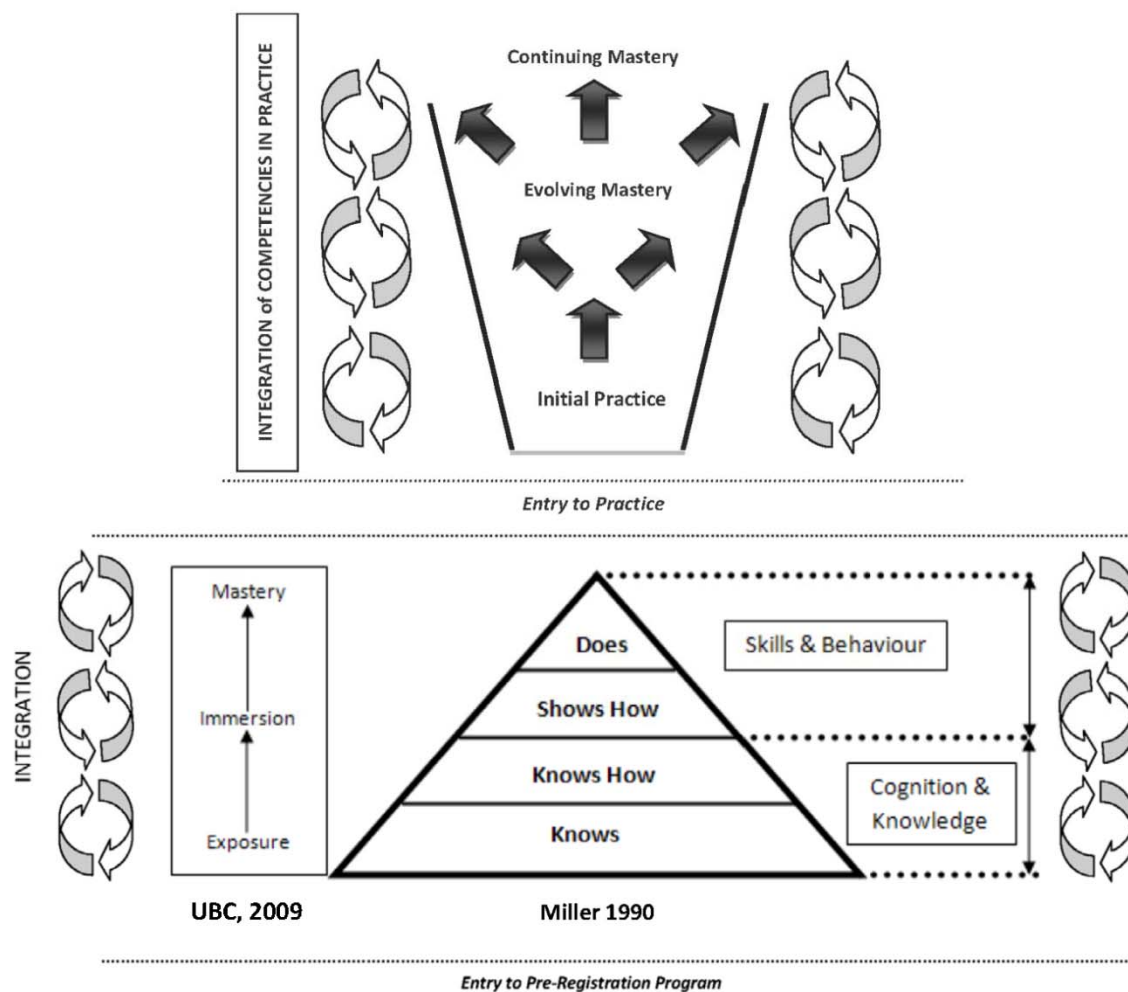 INTEGRATION of COMPETENCIES IN PRACTICE
Continuing Mastery
Evolving Mastery
Initial Practice
Entry to Practice
INTEGRATION
Mastery
Immersion
Exposure
UBC, 2009
Does
Shows How
Knows How
Knows
Miller 1990
Skills & Behaviour
Cognition &
Knowledge
Entry to Pre-Registration Program